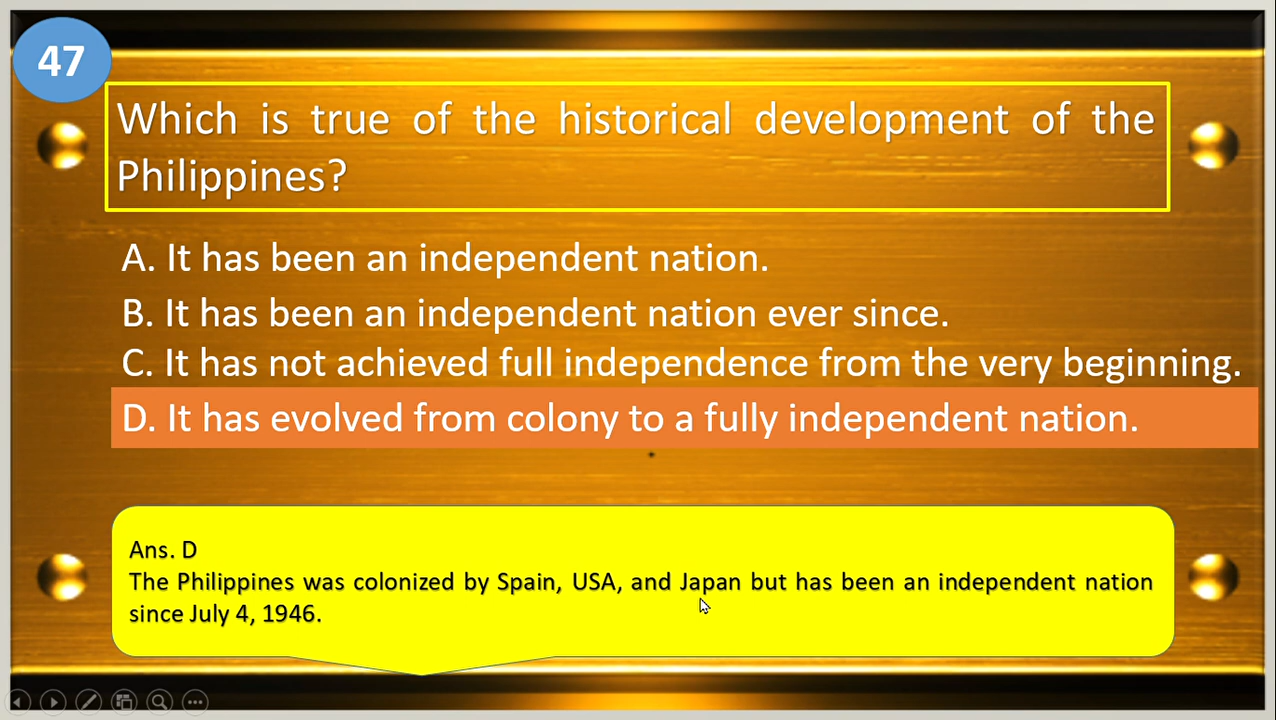 47
Which is true of the historical development of the
Philippines?
A. It has been an independent nation.
B. It has been an independent nation ever since.
C. It has not achieved full independence from the very beginning.
D. It has evolved from colony to a fully independent nation.
Ans. D
The Philippines was colonized by Spain, USA, and Japan but has been an independent nation
since July 4, 1946.